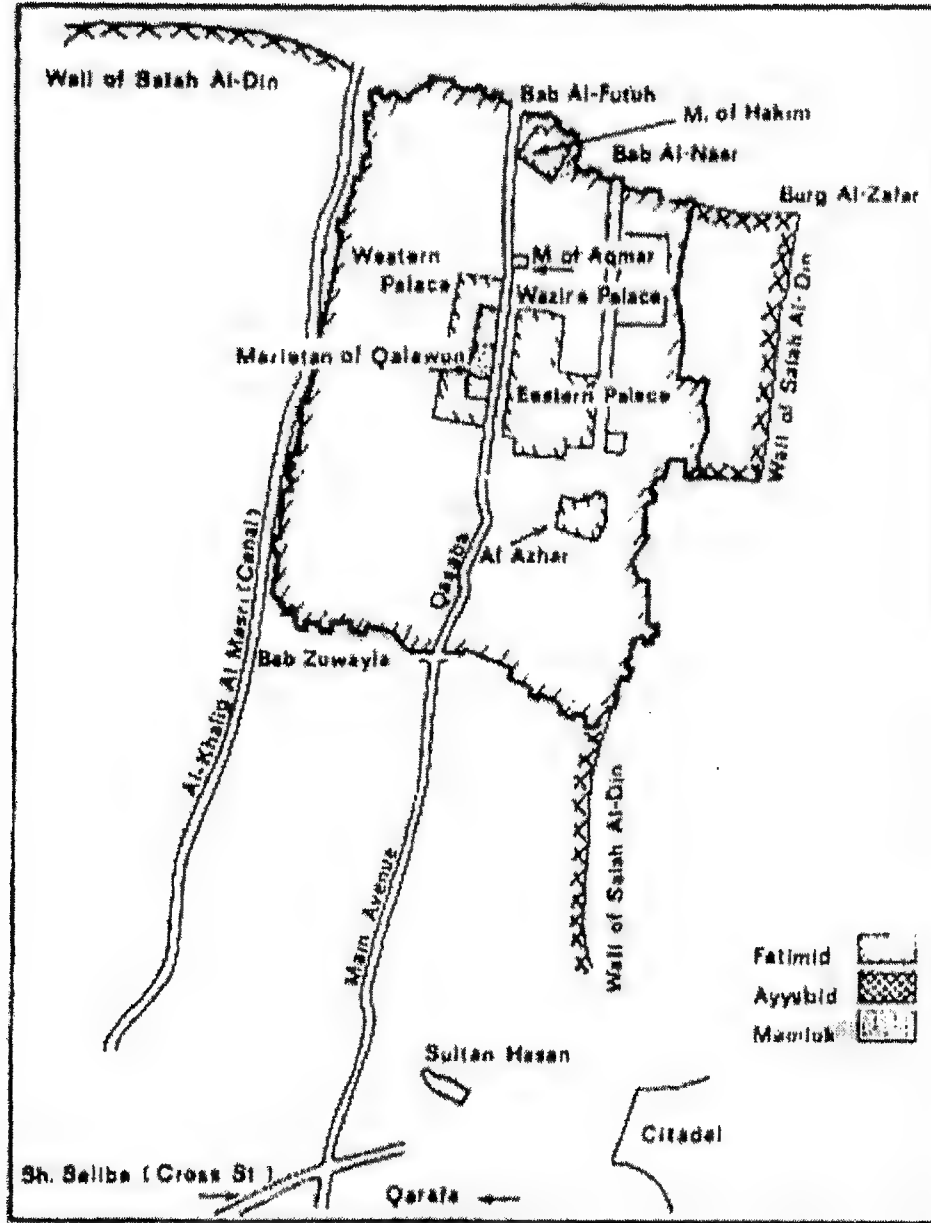 Wall of Salah Al-Din
Bab Al-Futuh
M. of Hakim
Bab Al-Nasr
Burg Al-Zafar
Western
Palace
M of Aqmar
Wazirs Palace
Maristan of Qalawun
Eastern Palace
Wall of Salah Al-Din
Al Azhar
Qasaba
Al-Khalig Al Masri (Canal)
Bab Zuwayla
Main Avenue
Wall of Salah Al-Din
Fatimid
Ayyubid
Mamluk
Sultan Hasan
Citadel
Sh. Saliba ( Cross St )
Qarafa